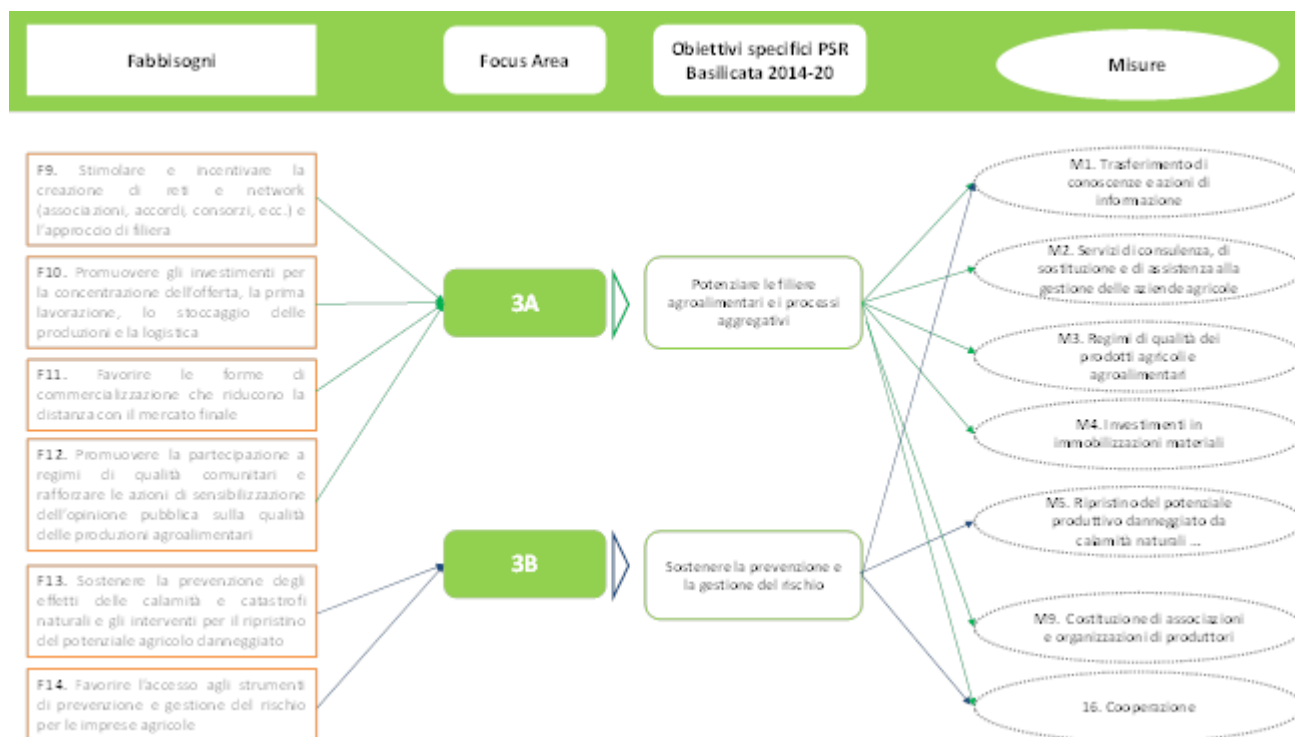 Fabbisogni
Focus Area
Obiettivi specifici PSR
Basilicata 2014-20
Misure
F9. Stimolare e incentivare la
creazione di reti e network
(associazioni, accordi, consorzi, ecc.) e
l'approccio di filiera
F10. Promuovere gli investimenti per
la concentrazione dell'offerta, la prima
lavorazione, lo stoccaggio delle
produzioni e la logistica
F11. Favorire le forme di
commercializzazione che riducono la
distanza con il mercato finale
F12. Promuovere la partecipazione a
regimi di qualità comunitari e
rafforzare le azioni di sensibilizzazione
dell'opinione pubblica sulla qualità
delle produzioni agroalimentari
F13. Sostenere la prevenzione degli
effetti delle calamità e catastrofi
naturali e gli interventi per il ripristino
del potenziale agricolo danneggiato
F14. Favorire l'accesso agli strumenti
di prevenzione e gestione del rischio
per le imprese agricole
3A
3B
Potenziare le filiere
agroalimentari e i processi
aggregativi
Sostenere la prevenzione e
la gestione del rischio
M1. Trasferimento di
conoscenze e azioni di
informazione
M2. Servizi di consulenza, di
sostituzione e di assistenza alla
gestione delle aziende agricole
M3. Regimi di qualità dei
prodotti agricoli e
agroalimentari
M4. Investimenti in
immobilizzazioni materiali
M5. Ripristino del potenziale
produttivo danneggiato da
calamità naturali ...
M9. Costituzione di associazioni
e organizzazioni di produttori
16. Cooperazione